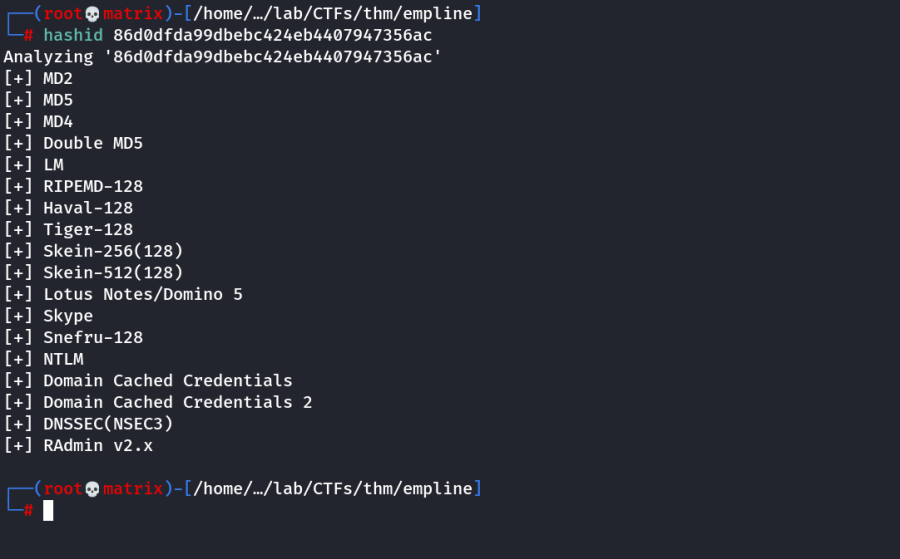 ┌──(root💀matrix)-[/home/…/lab/CTFs/thm/empline]
└─# hashid 86d0dfda99dbebc424eb4407947356ac
Analyzing '86d0dfda99dbebc424eb4407947356ac'
[+] MD2
[+] MD5
[+] MD4
[+] Double MD5
[+] LM
[+] RIPEMD-128
[+] Haval-128
[+] Tiger-128
[+] Skein-256(128)
[+] Skein-512(128)
[+] Lotus Notes/Domino 5
[+] Skype
[+] Snefru-128
[+] NTLM
[+] Domain Cached Credentials
[+] Domain Cached Credentials 2
[+] DNSSEC(NSEC3)
[+] RAdmin v2.x
┌──(root💀matrix)-[/home/…/lab/CTFs/thm/empline]
└─#